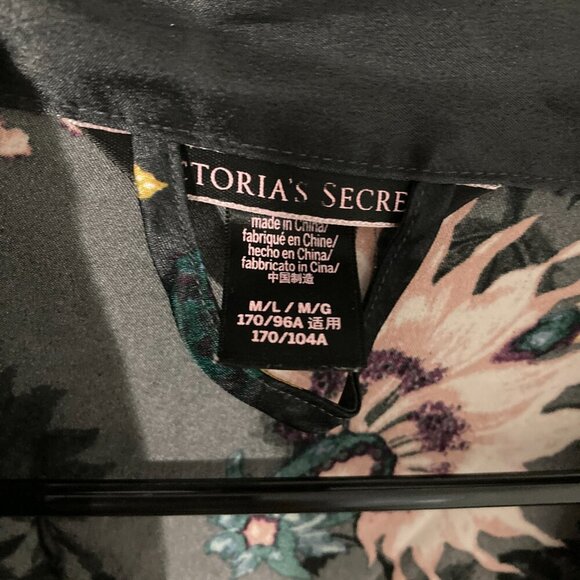 TORIA'S SECRE
made in China/
fabriqué en Chine/
hecho en China/
fabbricato in Cina/
中国制造
M/L / M/G
170/96A 适用
170/104A